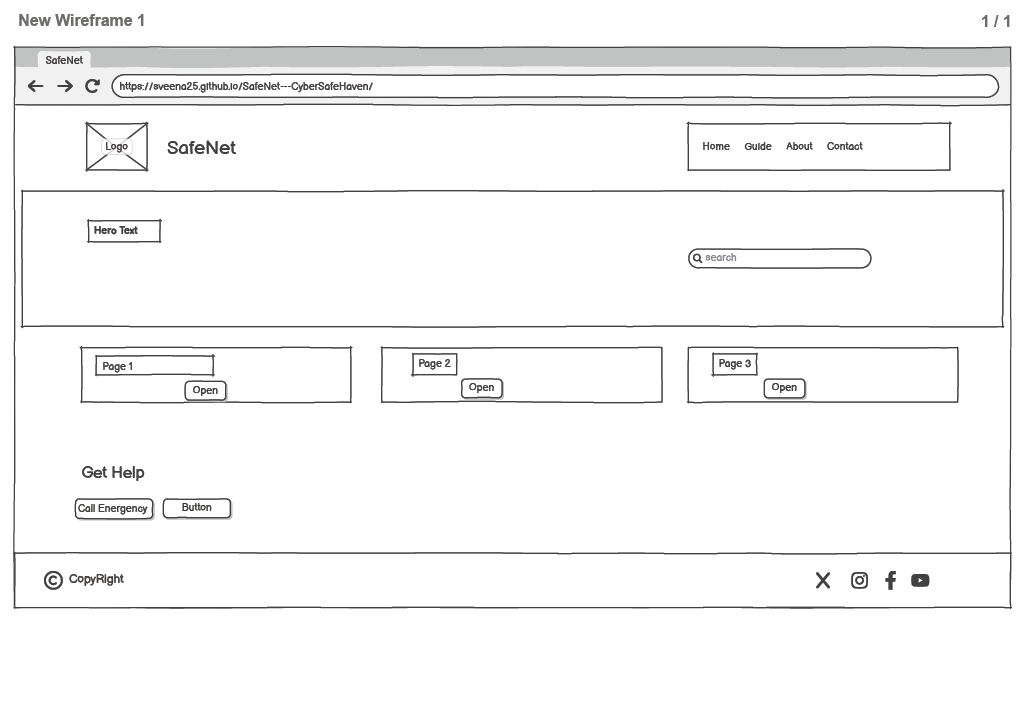 New Wireframe 1
1 / 1
SafeNet
https://sveena25.github.io/SafeNet---CyberSafeHaven/
Logo
SafeNet
Home Guide About Contact
Hero Text
search
Page 1
Open
Page 2
Open
Page 3
Open
Get Help
Call Energency
Button
© CopyRight